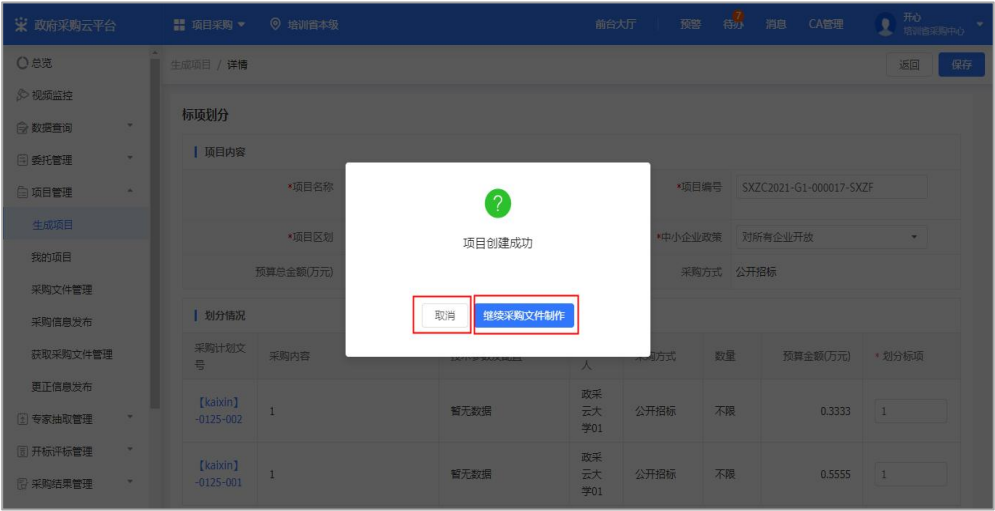 政府采购云平台
项目采购
培训省本级
前台大厅
预警
待办
7
消息
CA管理
开心
培训省采购中心
总览
视频监控
数据查询
委托管理
项目管理
生成项目
我的项目
采购文件管理
采购信息发布
获取采购文件管理
更正信息发布
专家抽取管理
开标评标管理
采购结果管理
生成项目 / 详情
返回
保存
标项划分
项目内容
*项目名称
*项目编号
SXZC2021-G1-000017-SXZF
*项目区划
*中小企业政策
对所有企业开放
预算总金额(万元)
采购方式
公开招标
?
项目创建成功
取消
继续采购文件制作
划分情况
采购计划文号
采购内容
人
采购方式
数量
预算金额(万元)
* 划分标项
【kaixin】-0125-002
1
暂无数据
政采云大学01
公开招标
不限
0.3333
1
【kaixin】-0125-001
1
暂无数据
政采云大学01
公开招标
不限
0.5555
1